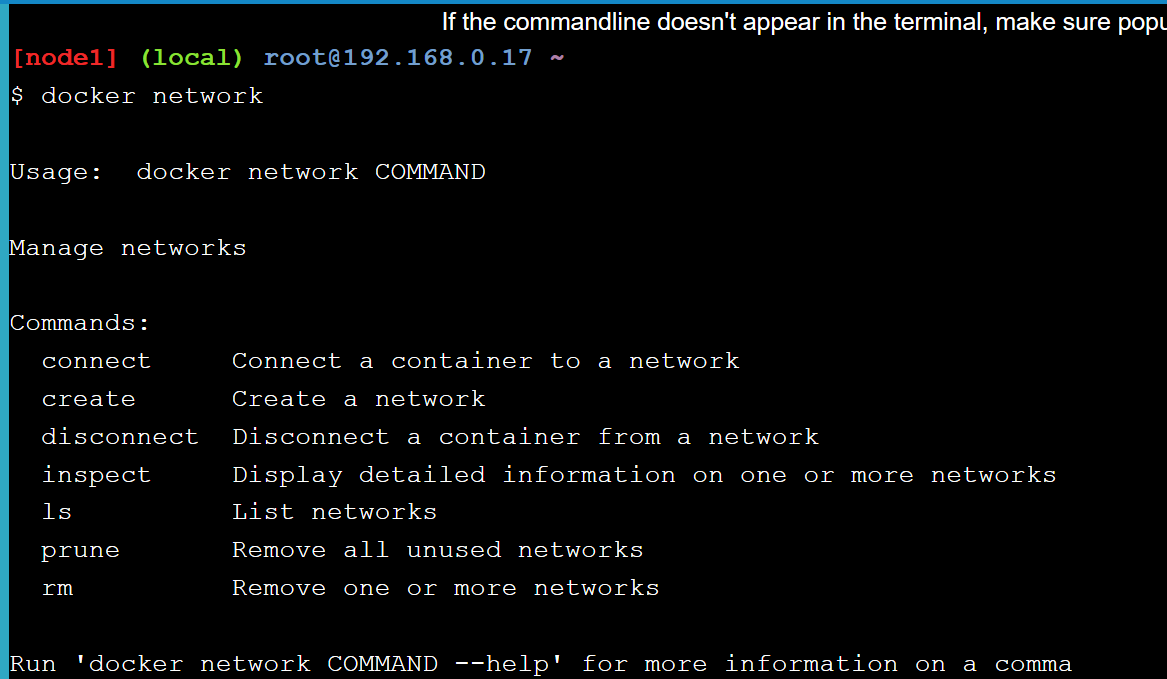 If the commandline doesn't appear in the terminal, make sure popu
[node1] (local) root@192.168.0.17 ~
$ docker network
Usage:  docker network COMMAND
Manage networks
Commands:
  connect     Connect a container to a network
  create      Create a network
  disconnect  Disconnect a container from a network
  inspect     Display detailed information on one or more networks
  ls          List networks
  prune       Remove all unused networks
  rm          Remove one or more networks
Run 'docker network COMMAND --help' for more information on a comma